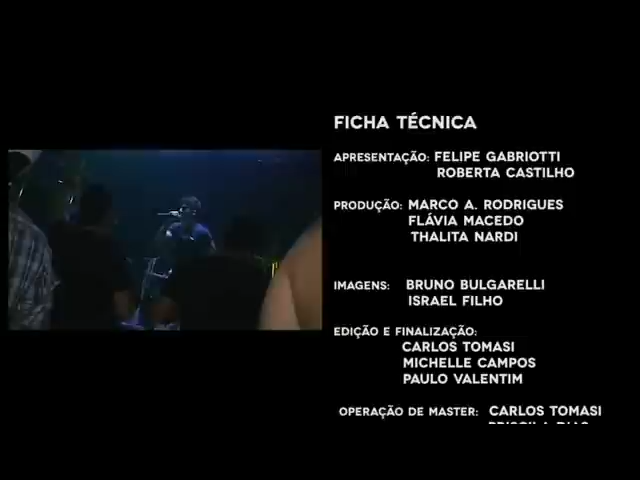 FICHA TÉCNICA
APRESENTAÇÃO: FELIPE GABRIOTTI
ROBERTA CASTILHO
PRODUÇÃO: MARCO A. RODRIGUES
FLÁVIA MACEDO
THALITA NARDI
IMAGENS: BRUNO BULGARELLI
ISRAEL FILHO
EDIÇÃO E FINALIZAÇÃO:
CARLOS TOMASI
MICHELLE CAMPOS
PAULO VALENTIM
OPERAÇÃO DE MASTER: CARLOS TOMASI